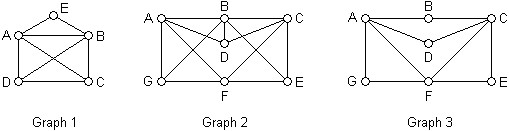 E
A B
D C
Graph 1
A B C
D
G F E
Graph 2
A B C
D
G F E
Graph 3